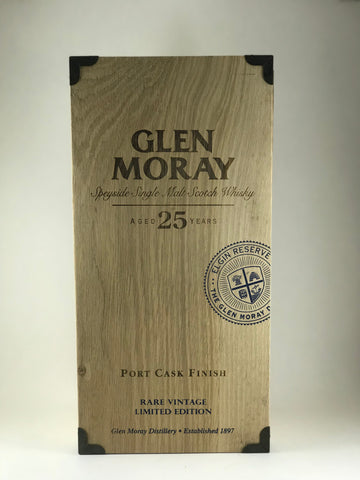 GLEN
MORAY
Speyside Single Malt Scotch Whisky
AGED 25 YEARS
ELGIN RESERVE
THE GLEN MORAY D
PORT CASK FINISH
RARE VINTAGE
LIMITED EDITION
Glen Moray Distillery • Established 1897